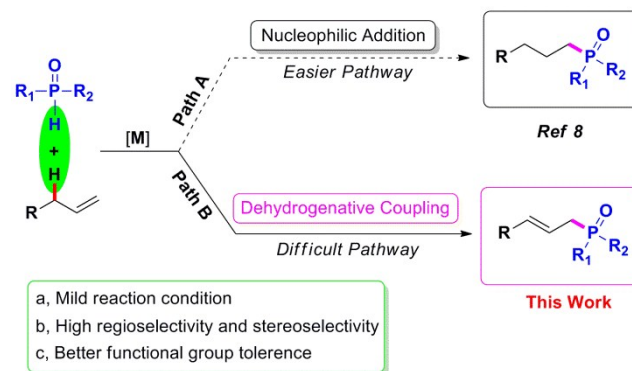 Nucleophilic Addition
Easier Pathway
O
R1 P R2
H
+
H
R
[M]
Path A
Path B
R
O
P
R1 R2
Ref 8
Dehydrogenative Coupling
Difficult Pathway
R
O
P
R1 R2
This Work
a, Mild reaction condition
b, High regioselectivity and stereoselectivity
c, Better functional group tolerence